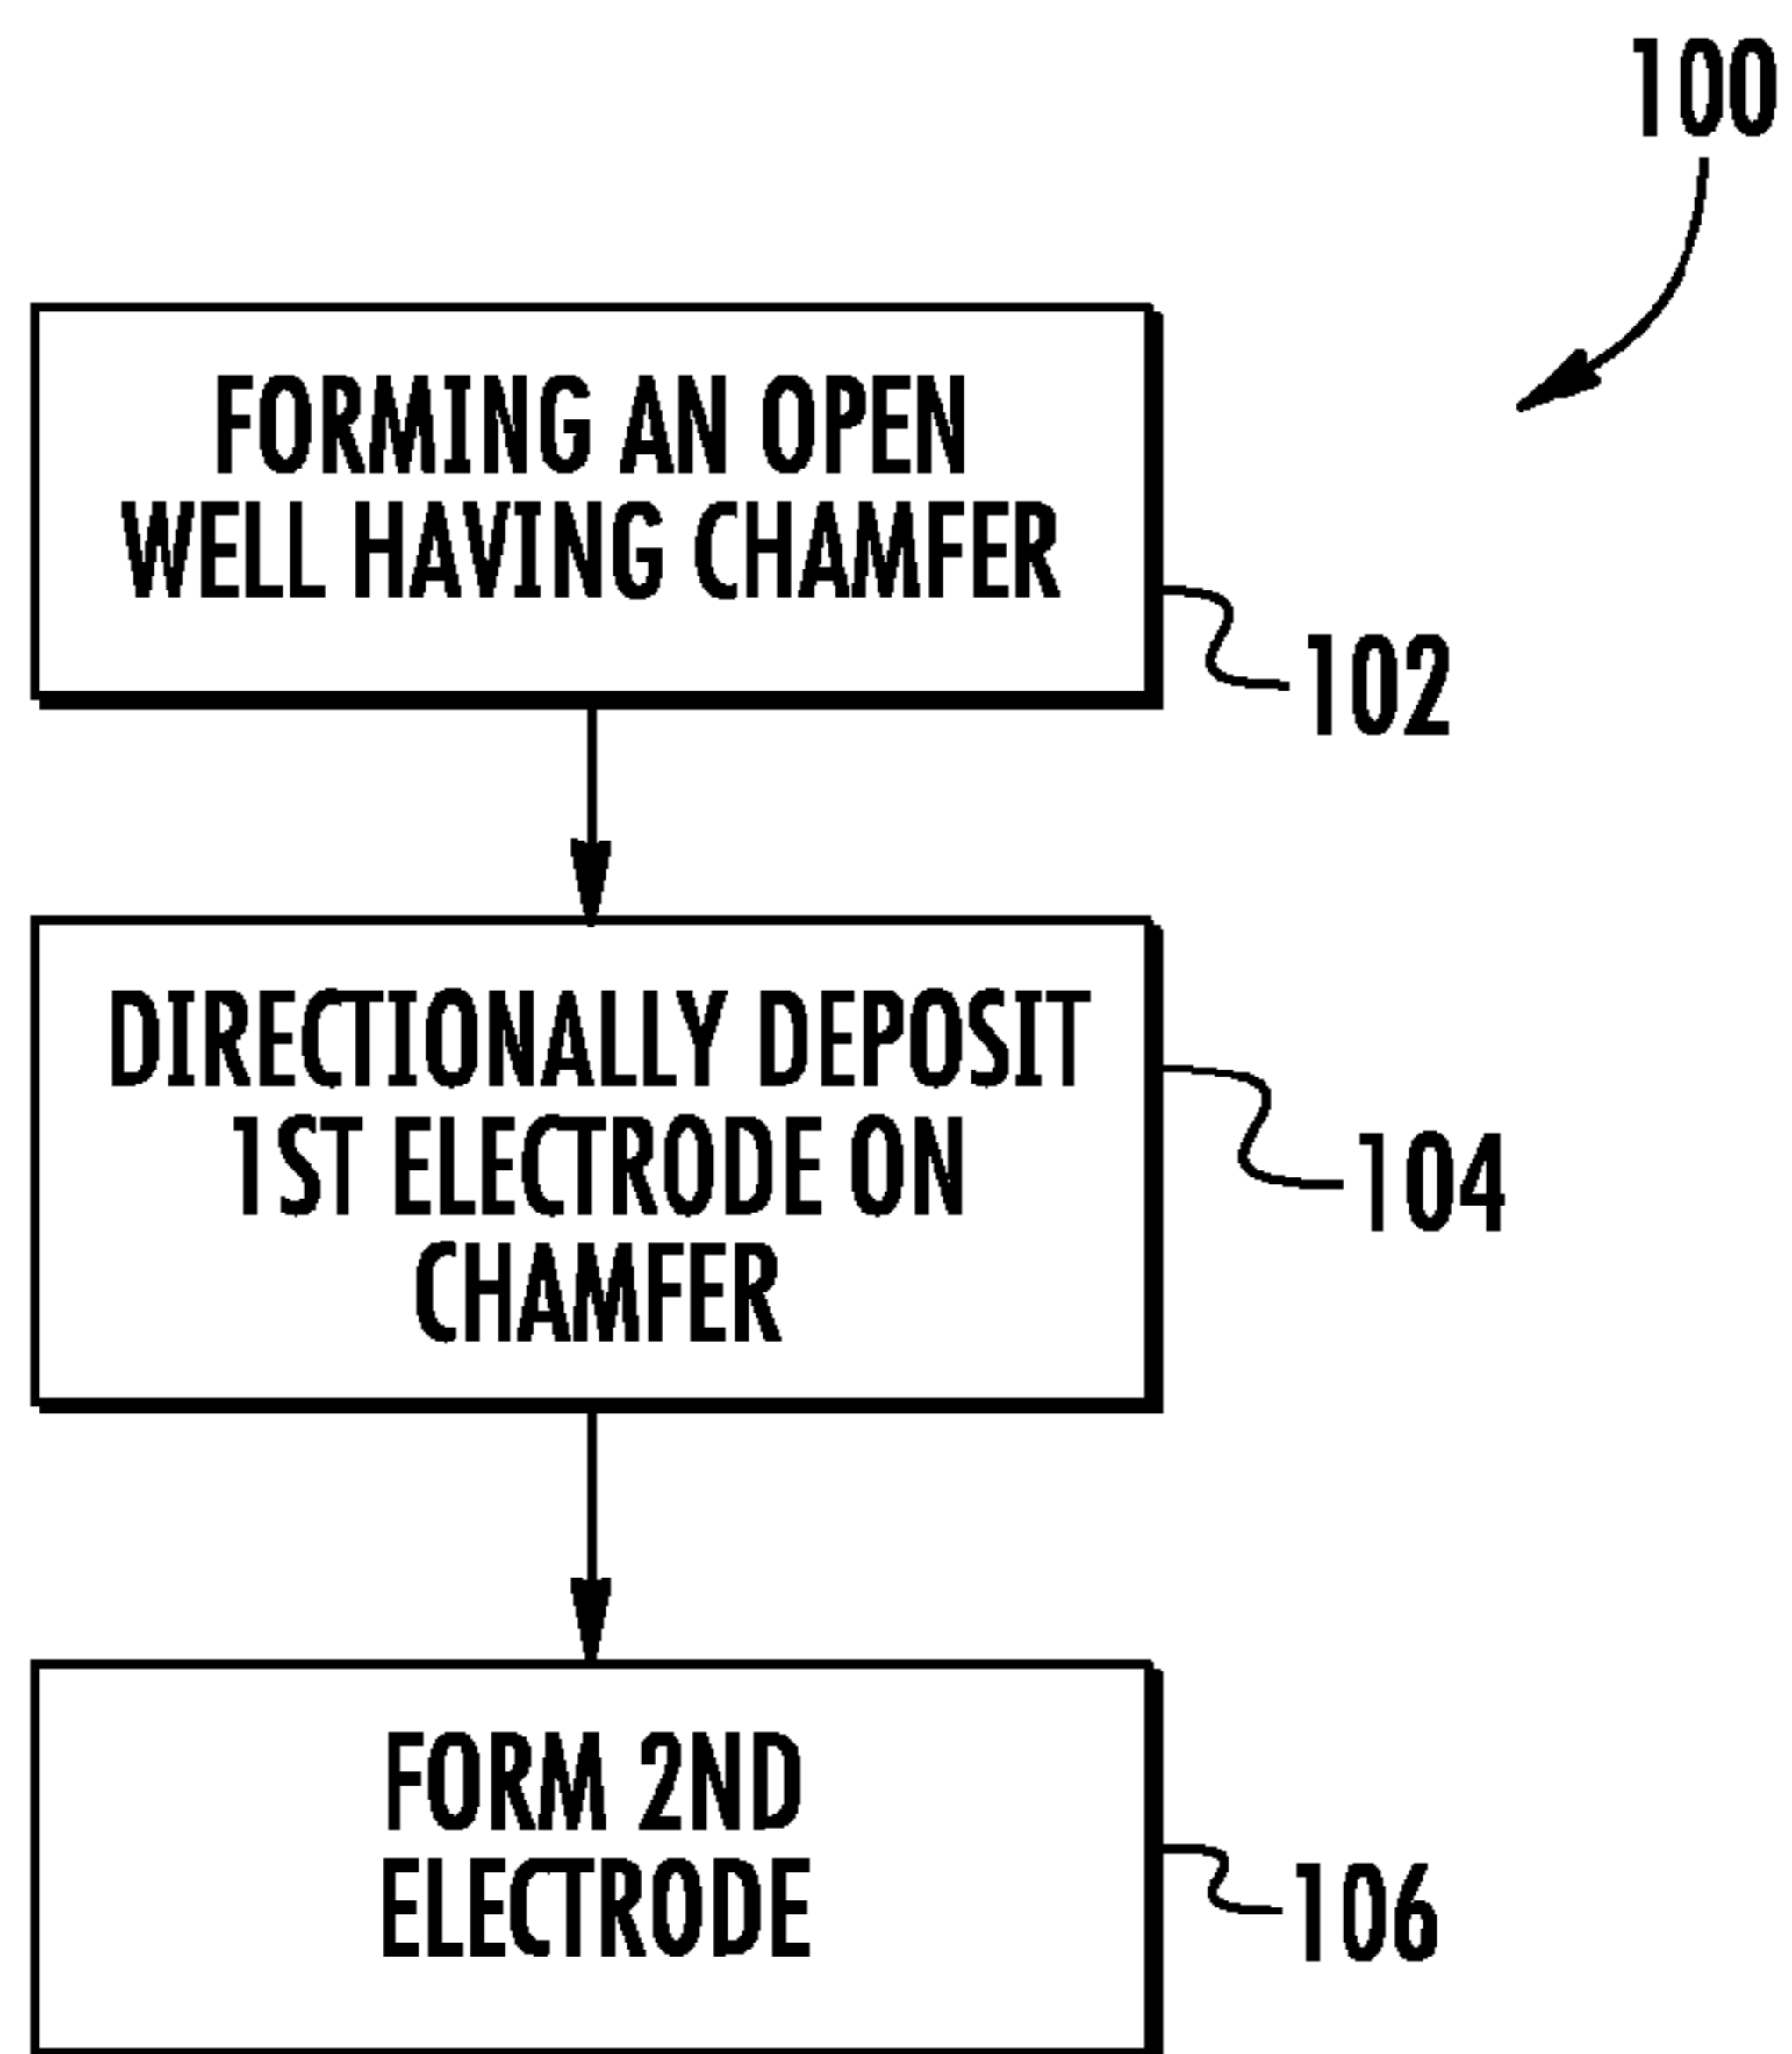 100
FORMING AN OPEN
WELL HAVING CHAMFER
102
DIRECTIONALLY DEPOSIT
1ST ELECTRODE ON
CHAMFER
104
FORM 2ND
ELECTRODE
106